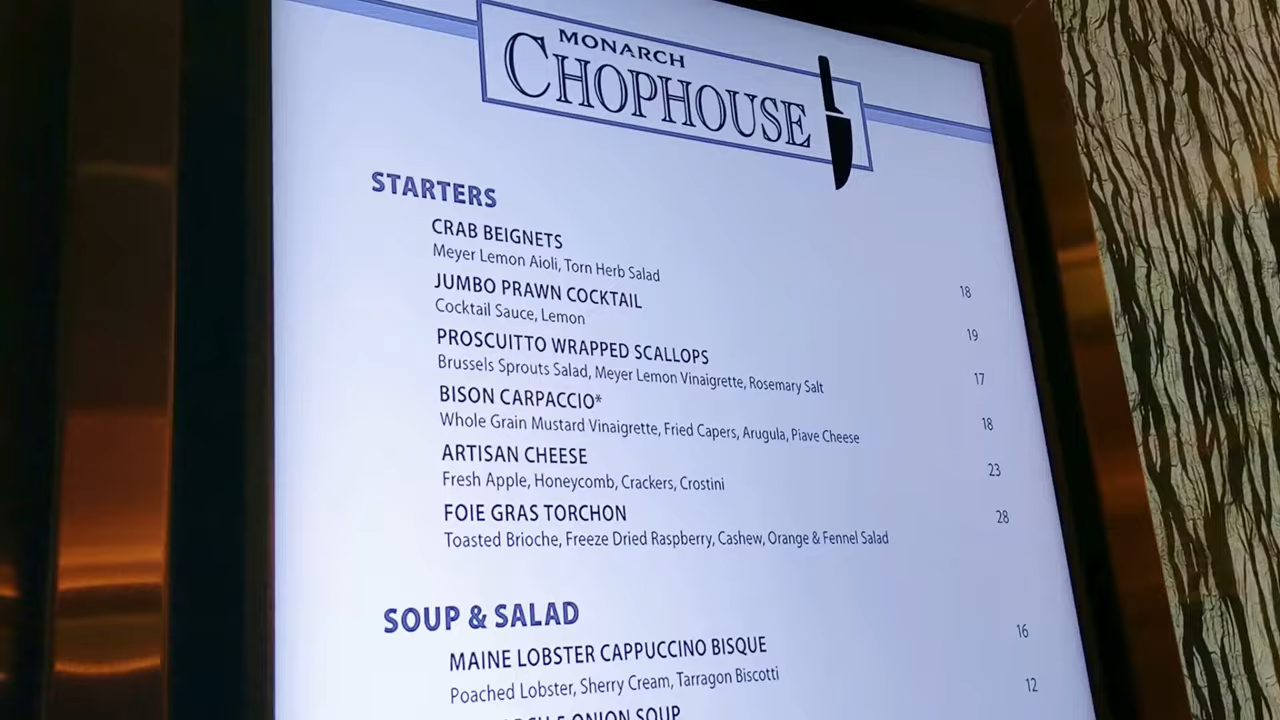 MONARCH
CHOPHOUSE
STARTERS
CRAB BEIGNETS
Meyer Lemon Aioli, Torn Herb Salad
18
JUMBO PRAWN COCKTAIL
Cocktail Sauce, Lemon
19
PROSCUITTO WRAPPED SCALLOPS
Brussels Sprouts Salad, Meyer Lemon Vinaigrette, Rosemary Salt
17
BISON CARPACCIO*
Whole Grain Mustard Vinaigrette, Fried Capers, Arugula, Piave Cheese
18
ARTISAN CHEESE
Fresh Apple, Honeycomb, Crackers, Crostini
23
FOIE GRAS TORCHON
Toasted Brioche, Freeze Dried Raspberry, Cashew, Orange & Fennel Salad
28
SOUP & SALAD
MAINE LOBSTER CAPPUCCINO BISQUE
Poached Lobster, Sherry Cream, Tarragon Biscotti
16
5 ONION SOUP
12